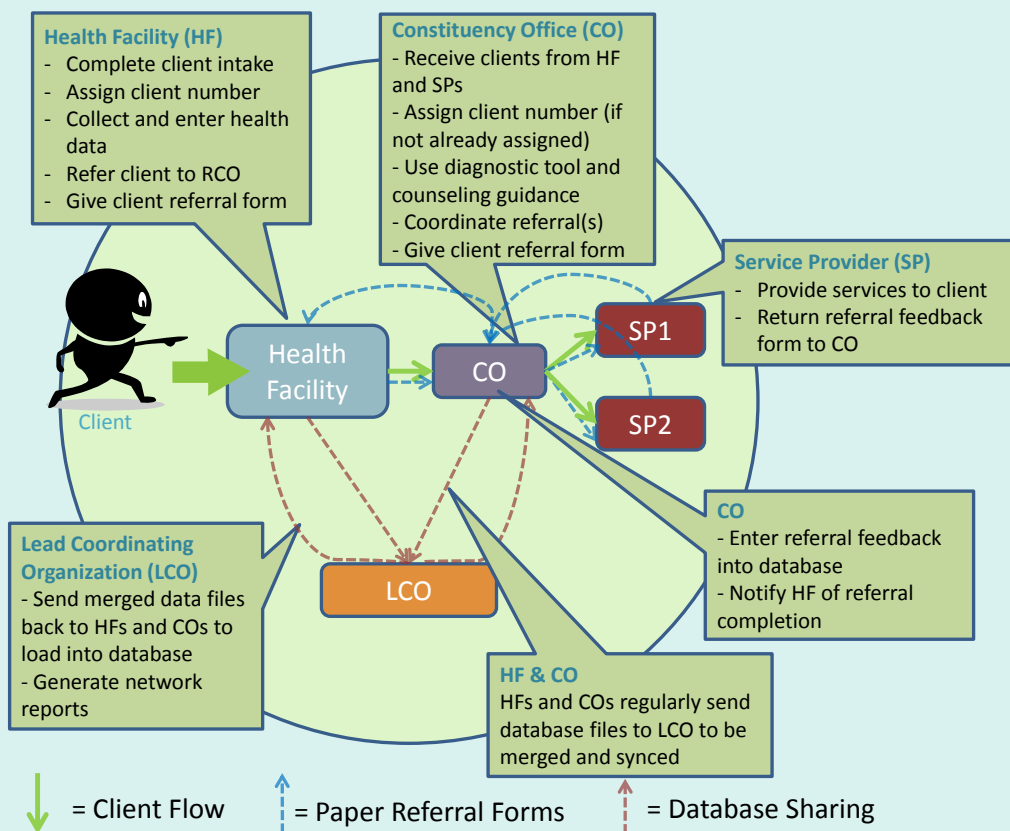 Health Facility (HF)
- Complete client intake
- Assign client number
- Collect and enter health
data
- Refer client to RCO
- Give client referral form
Constituency Office (CO)
- Receive clients from HF
and SPs
- Assign client number (if
not already assigned)
- Use diagnostic tool and
counseling guidance
- Coordinate referral(s)
- Give client referral form
Service Provider (SP)
- Provide services to client
- Return referral feedback
form to CO
Client
Health
Facility
CO
SP1
SP2
LCO
Lead Coordinating
Organization (LCO)
- Send merged data files
back to HFs and COs to
load into database
- Generate network
reports
CO
- Enter referral feedback
into database
- Notify HF of referral
completion
HF & CO
HFs and COs regularly send
database files to LCO to be
merged and synced
= Client Flow
= Paper Referral Forms
= Database Sharing